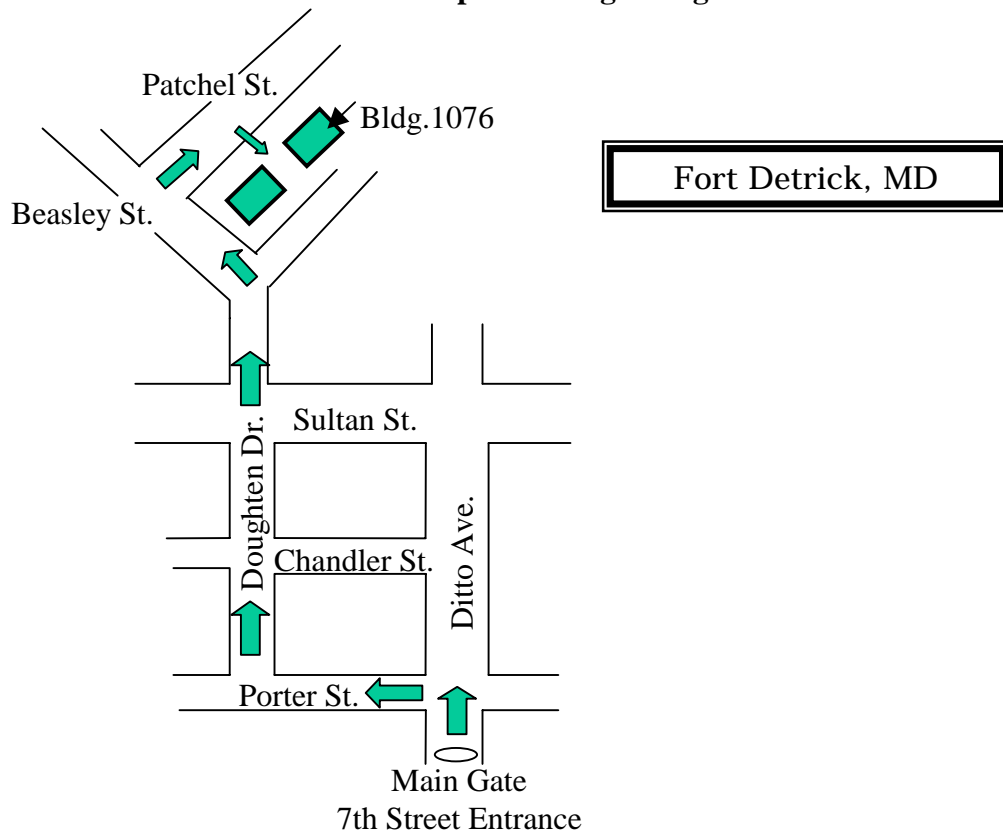 Patchel St.
Bldg.1076
Fort Detrick, MD
Beasley St.
Sultan St.
Doughten Dr.
Chandler St.
Ditto Ave.
Porter St.
Main Gate
7th Street Entrance